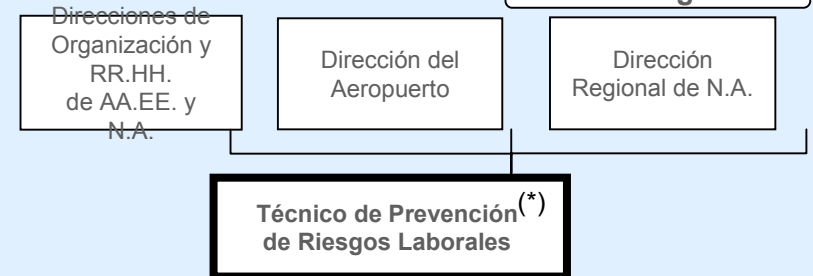 Direcciones de
Organización y
RR.HH.
de AA.EE. y
N.A.
Dirección del
Aeropuerto
Dirección
Regional de N.A.
Técnico de Prevención(*)
de Riesgos Laborales